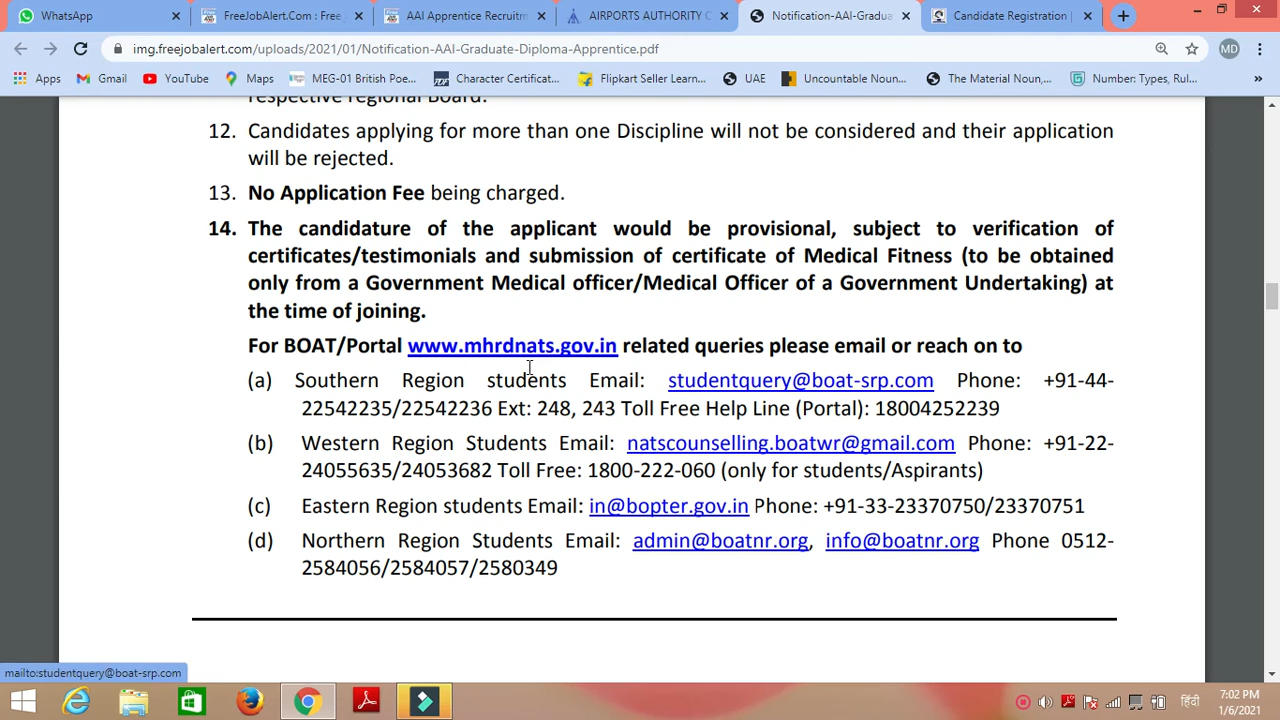 WhatsApp
FreeJobAlert.Com : Free J
AAI Apprentice Recruitm
AIRPORTS AUTHORITY C
Notification-AAI-Gradua
Candidate Registration
img.freejobalert.com/uploads/2021/01/Notification-AAI-Graduate-Diploma-Apprentice.pdf
MD
Apps
Gmail
YouTube
Maps
MEG-01 British Poe...
Character Certificat...
Flipkart Seller Learn...
UAE
Uncountable Noun,...
The Material Noun,...
Number: Types, Rul...
»
respective regional Board.
12. Candidates applying for more than one Discipline will not be considered and their application
will be rejected.
13. No Application Fee being charged.
14. The candidature of the applicant would be provisional, subject to verification of
certificates/testimonials and submission of certificate of Medical Fitness (to be obtained
only from a Government Medical officer/Medical Officer of a Government Undertaking) at
the time of joining.
For BOAT/Portal www.mhrdnats.gov.in related queries please email or reach on to
(a) Southern Region students Email: studentquery@boat-srp.com Phone: +91-44-
22542235/22542236 Ext: 248, 243 Toll Free Help Line (Portal): 18004252239
(b) Western Region Students Email: natscounselling.boatwr@gmail.com Phone: +91-22-
24055635/24053682 Toll Free: 1800-222-060 (only for students/Aspirants)
(c) Eastern Region students Email: in@bopter.gov.in Phone: +91-33-23370750/23370751
(d) Northern Region Students Email: admin@boatnr.org, info@boatnr.org Phone 0512-
2584056/2584057/2580349
mailto:studentquery@boat-srp.com
हिंदी
7:02 PM
1/6/2021